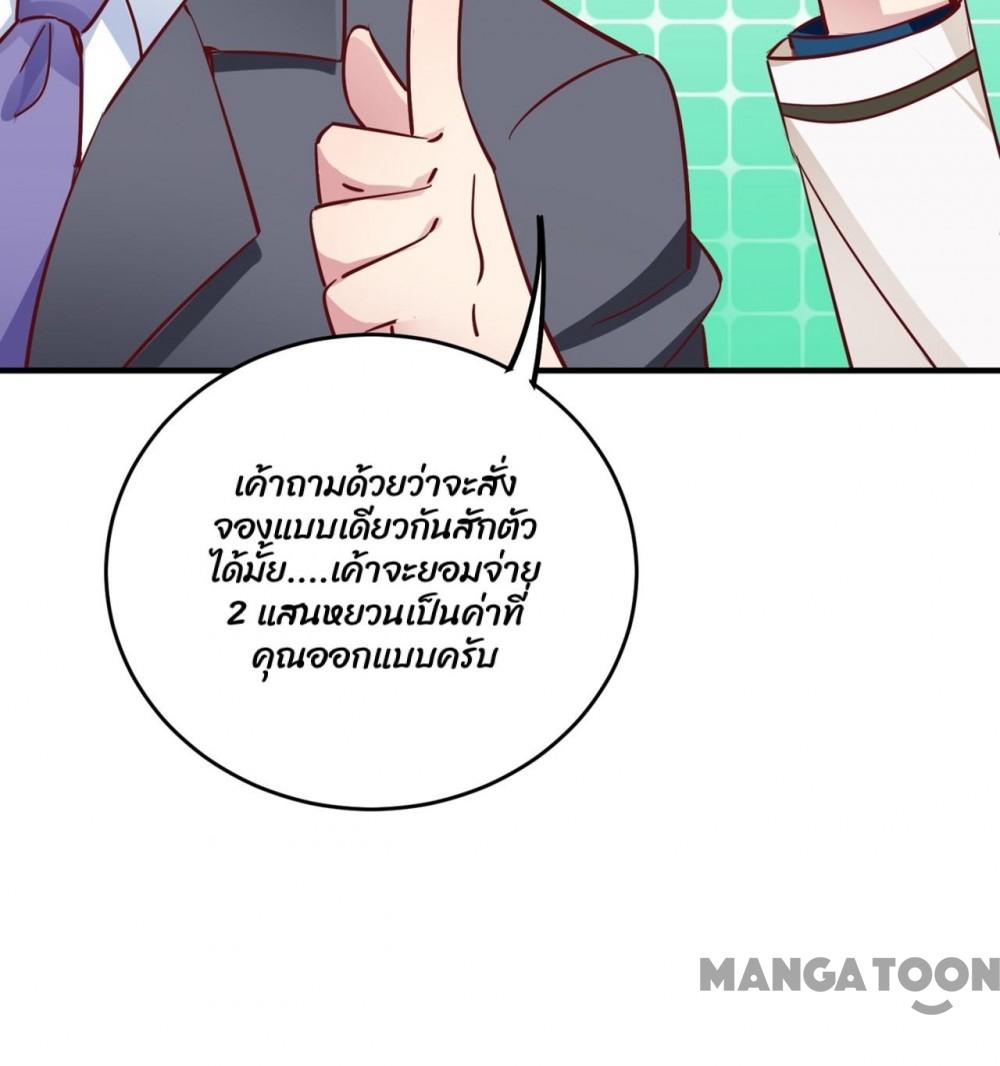 เค้าถามด้วยว่าจะสั่ง
จองแบบเดียวกันสักตัว
ได้มั้ย....เค้าจะยอมจ่าย
2 แสนหยวนเป็นค่าที่
คุณออกแบบครับ
MANGATOON